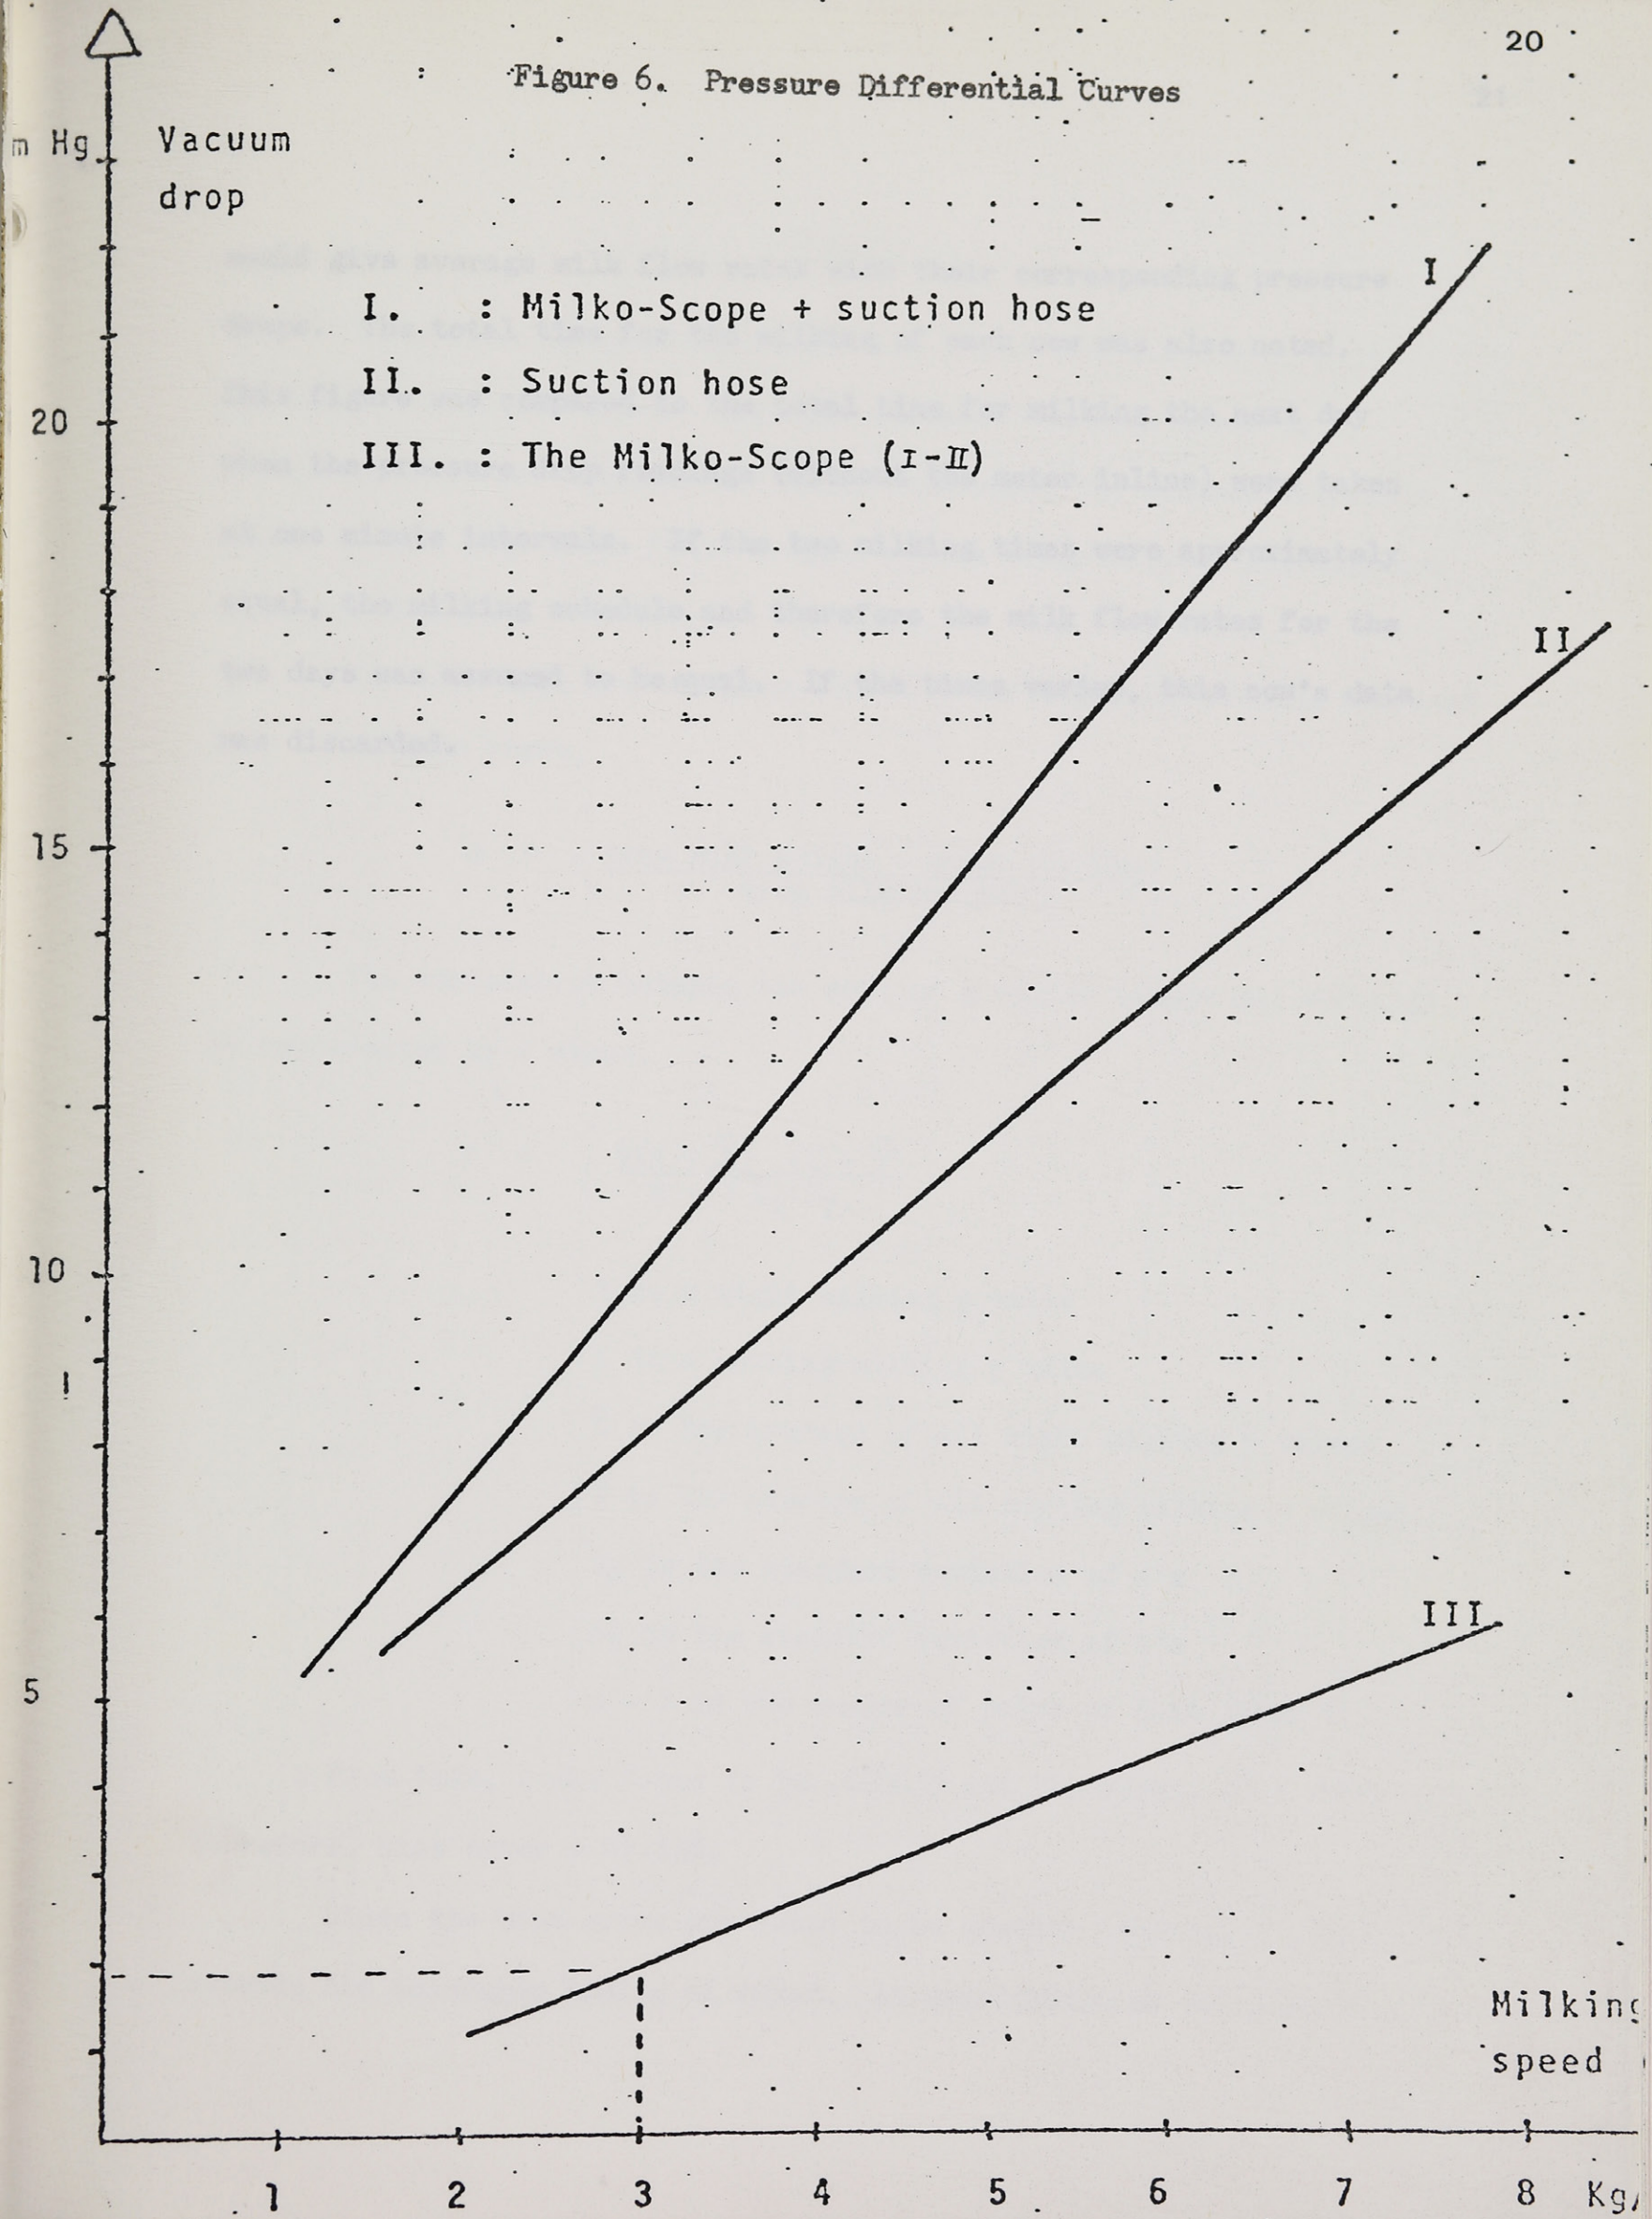 20
Figure 6. Pressure Differential Curves
m Hg
Vacuum
drop
I
I. : Milko-Scope + suction hose
II. : Suction hose
20
III. : The Milko-Scope (I-II)
II
15
10
III
5
Milking
speed
1 2 3 4 5 6 7 8 Kg/